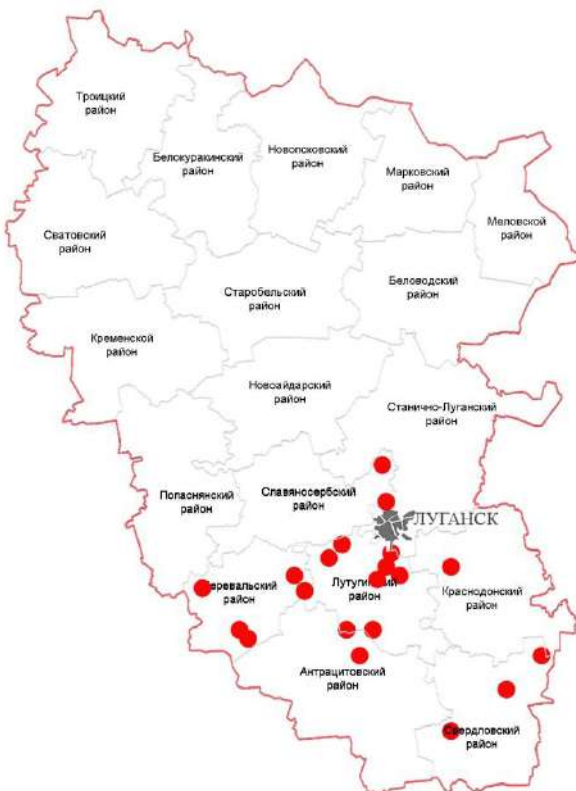 Троицкий
район
Белокуракинский
район
Новопсковский
район
Марковский
район
Меловской
район
Сватовский
район
Старобельский
район
Беловодский
район
Кременской
район
Новоайдарский
район
Станично-Луганский
район
Попаснянский
район
Славяносербский
район
ЛУГАНСК
еревальский
район
Лутугинский
район
Краснодонский
район
Антрацитовский
район
Свердловский
район